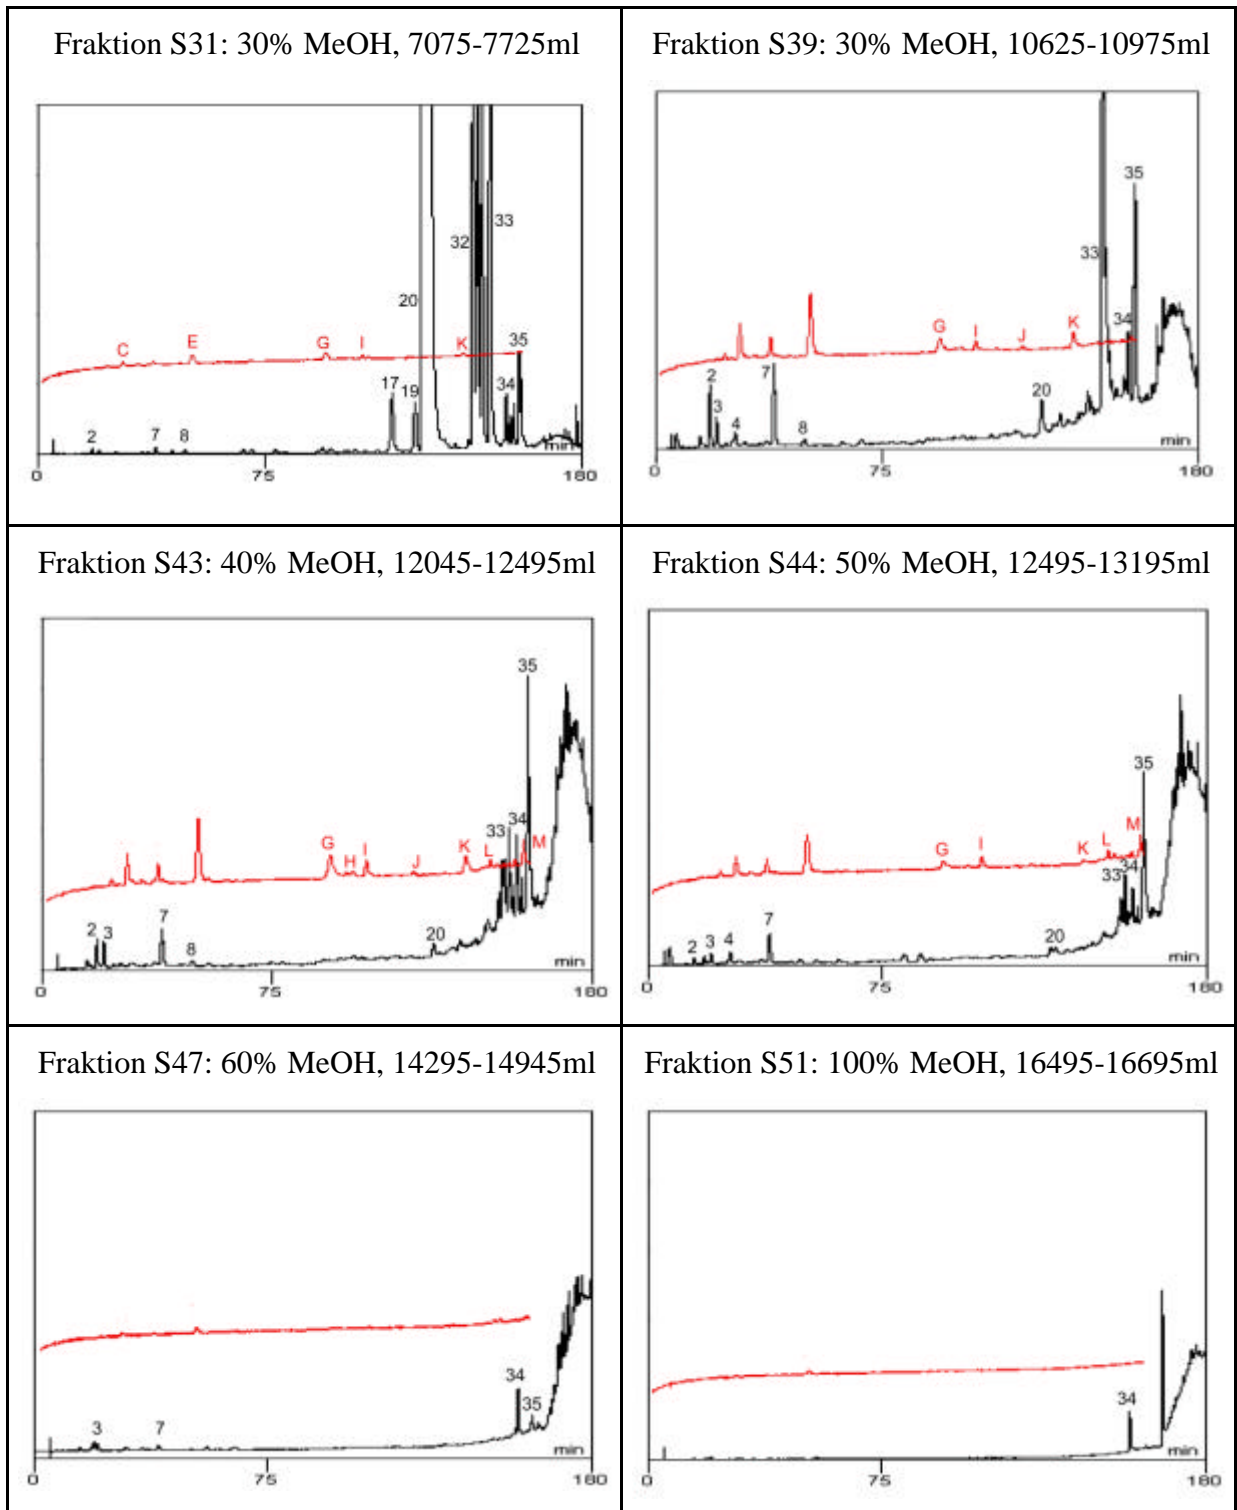 Fraktion S31: 30% MeOH, 7075-7725ml
33
32
20
C E G I K 35
17 19 34
2 7 8
min
0 75 180
Fraktion S39: 30% MeOH, 10625-10975ml
35
33
G I J K 34
2 7
3 4 8 20
min
0 75 180
Fraktion S43: 40% MeOH, 12045-12495ml
35
33 34
G H I J K L M
2 3 7 8 20
min
0 75 180
Fraktion S44: 50% MeOH, 12495-13195ml
35
M
G I K L
33 34
2 3 4 7 20
min
0 75 180
Fraktion S47: 60% MeOH, 14295-14945ml
34
35
3 7
min
0 75 180
Fraktion S51: 100% MeOH, 16495-16695ml
34
min
0 75 180